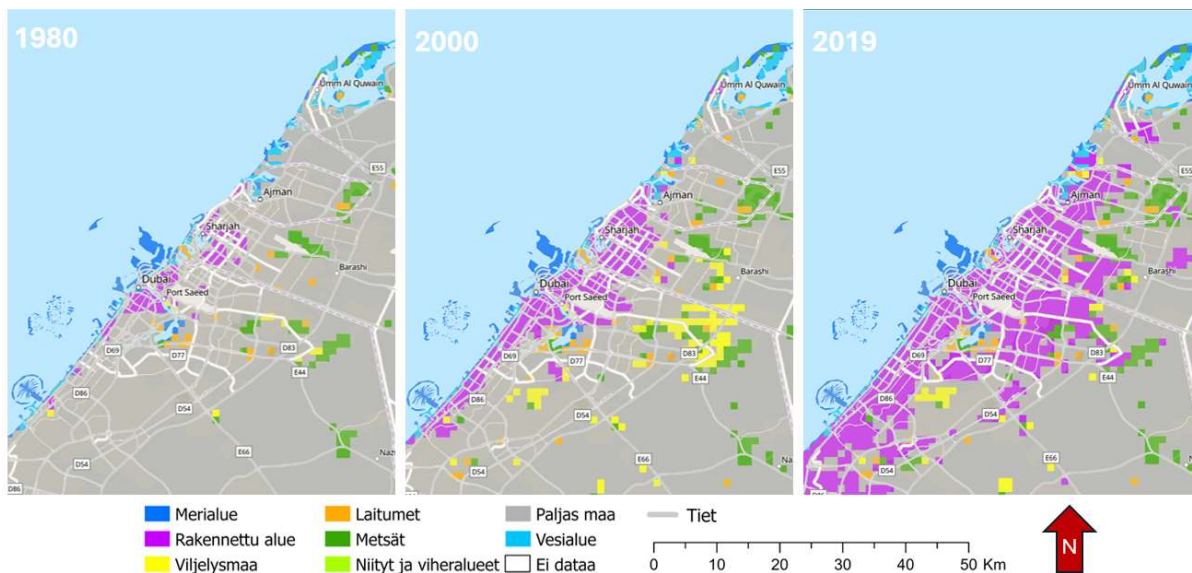 1980
Umm Al Quwain
E55
Ajman
Sharjah
Barashi
Dubai
Port Saeed
D69
D77
D83
E44
D86
D54
E66
D54
D86
2000
Umm Al Quwain
E55
Ajman
Sharjah
Barashi
Dubai
Port Saeed
D69
D77
D83
E44
D86
D54
E66
D54
2019
Umm Al Quwain
E55
Ajman
Sharjah
Barashi
Dubai
Port Saeed
D69
D77
D83
E44
D86
D54
E66
D54
Merialue
Rakennettu alue
Viljelysmaa
Laitumet
Metsät
Niityt ja viheralueet
Paljas maa
Vesialue
Ei dataa
Tiet
0 10 20 30 40 50 Km
N